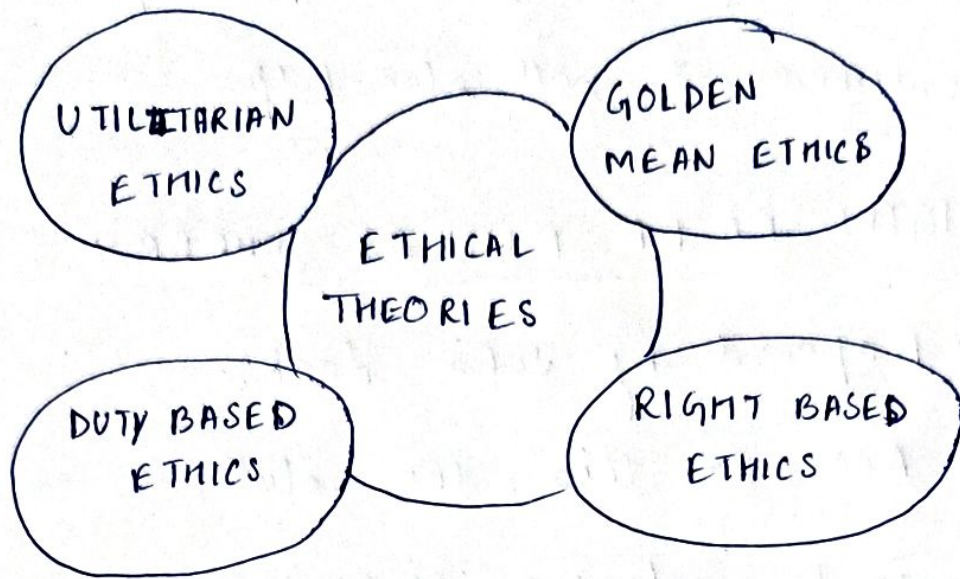 UTILITARIAN
ETHICS
GOLDEN
MEAN ETHICS
ETHICAL
THEORIES
DUTY BASED
ETHICS
RIGHT BASED
ETHICS